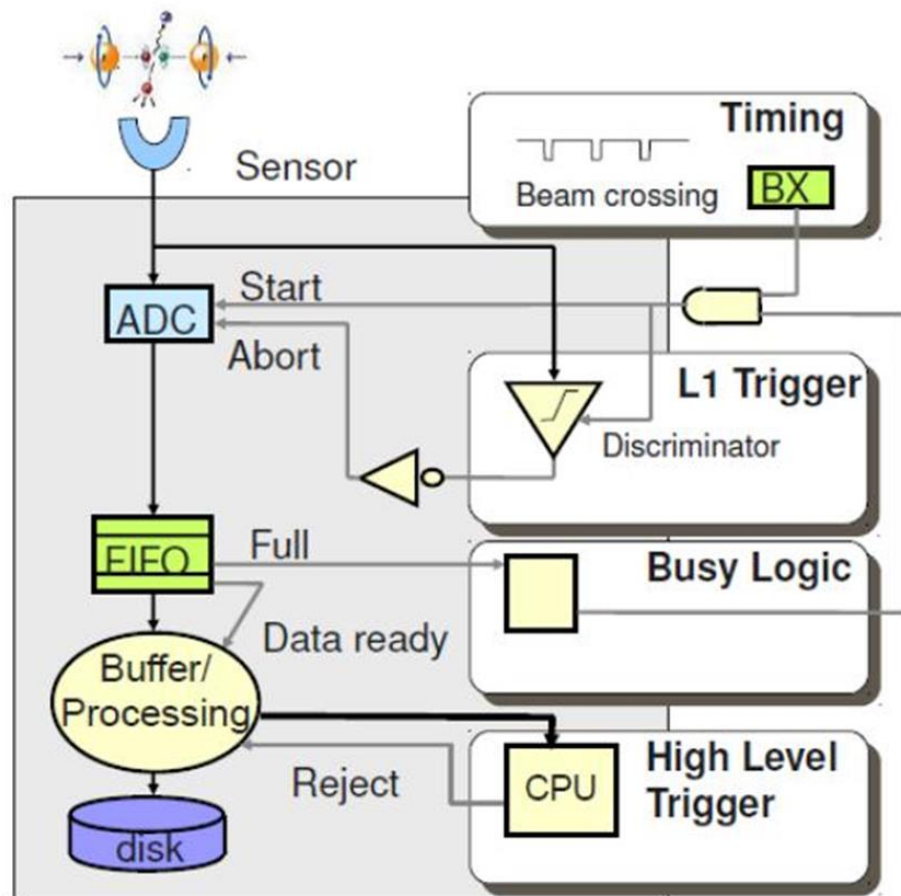 Timing
Sensor
Beam crossing
BX
Start
ADC
Abort
L1 Trigger
Discriminator
FIFO
Full
Busy Logic
Data ready
Buffer/
Processing
High Level
Trigger
Reject
CPU
disk